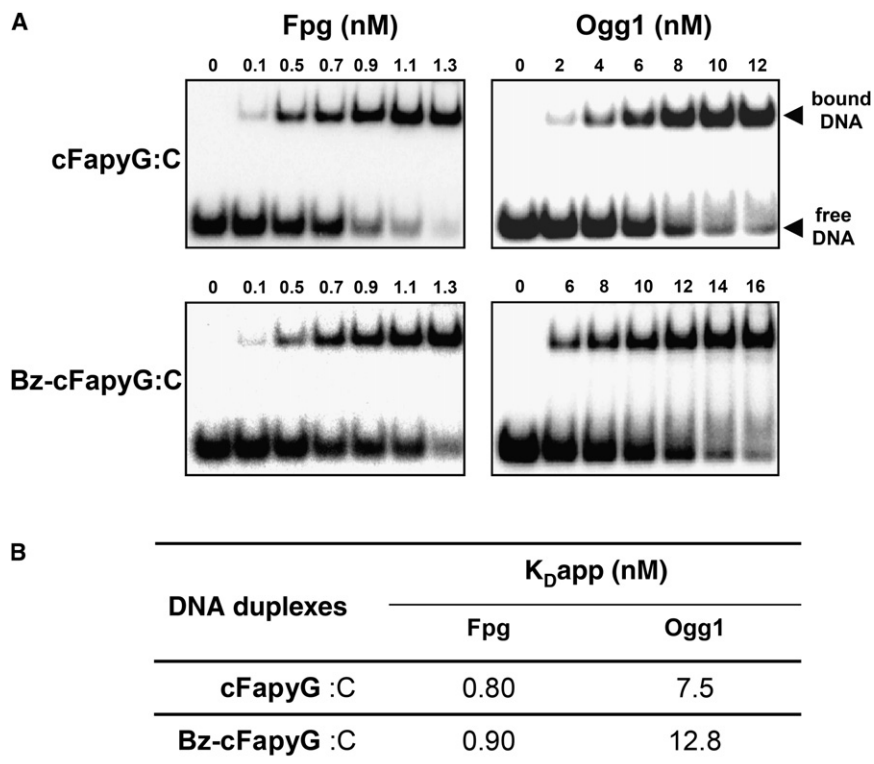 A
Fpg (nM)
Ogg1 (nM)
0 0.1 0.5 0.7 0.9 1.1 1.3
0 2 4 6 8 10 12
cFapyG:C
bound
DNA
free
DNA
0 0.1 0.5 0.7 0.9 1.1 1.3
0 6 8 10 12 14 16
Bz-cFapyG:C
B
DNA duplexes
KDapp (nM)
Fpg Ogg1
cFapyG :C 0.80 7.5
Bz-cFapyG :C 0.90 12.8